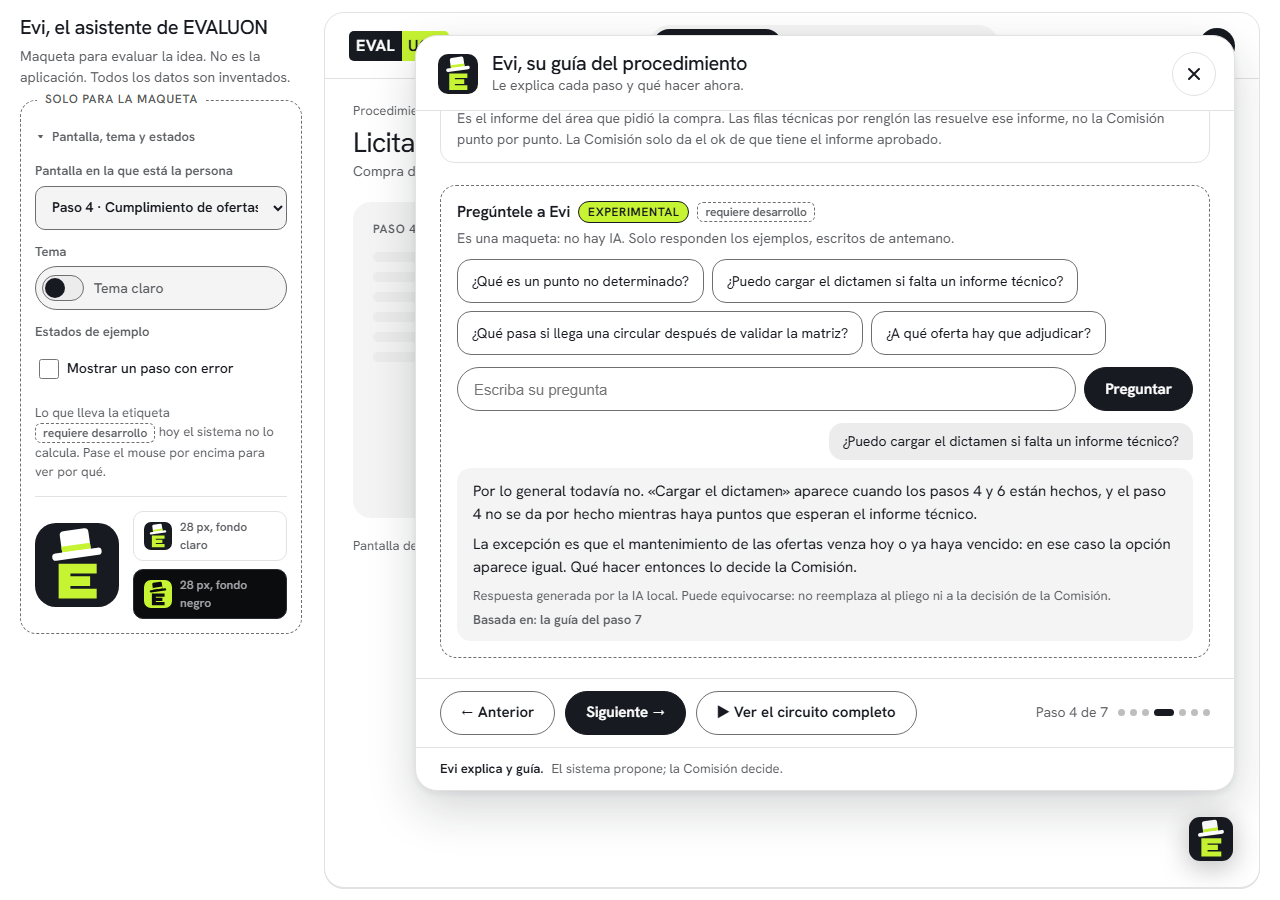 Evi, el asistente de EVALUON
Maqueta para evaluar la idea. No es la
aplicación. Todos los datos son inventados.
SOLO PARA LA MAQUETA
Pantalla, tema y estados
Pantalla en la que está la persona
Paso 4 · Cumplimiento de ofertas
Tema
Tema claro
Estados de ejemplo
Mostrar un paso con error
Lo que lleva la etiqueta
requiere desarrollo hoy el sistema no lo
calcula. Pase el mouse por encima para
ver por qué.
28 px, fondo
claro
28 px, fondo
negro
EVAL
Licita
Compra d
PASO 4
Pantalla de
Evi, su guía del procedimiento
Le explica cada paso y qué hacer ahora.
Es el informe del área que pidió la compra. Las filas técnicas por renglón las resuelve ese informe, no la Comisión
punto por punto. La Comisión solo da el ok de que tiene el informe aprobado.
Pregúntele a Evi EXPERIMENTAL requiere desarrollo
Es una maqueta: no hay IA. Solo responden los ejemplos, escritos de antemano.
¿Qué es un punto no determinado? ¿Puedo cargar el dictamen si falta un informe técnico?
¿Qué pasa si llega una circular después de validar la matriz? ¿A qué oferta hay que adjudicar?
Escriba su pregunta Preguntar
¿Puedo cargar el dictamen si falta un informe técnico?
Por lo general todavía no. «Cargar el dictamen» aparece cuando los pasos 4 y 6 están hechos, y el paso
4 no se da por hecho mientras haya puntos que esperan el informe técnico.
La excepción es que el mantenimiento de las ofertas venza hoy o ya haya vencido: en ese caso la opción
aparece igual. Qué hacer entonces lo decide la Comisión.
Respuesta generada por la IA local. Puede equivocarse: no reemplaza al pliego ni a la decisión de la Comisión.
Basada en: la guía del paso 7
← Anterior Siguiente → ▶ Ver el circuito completo Paso 4 de 7
Evi explica y guía. El sistema propone; la Comisión decide.